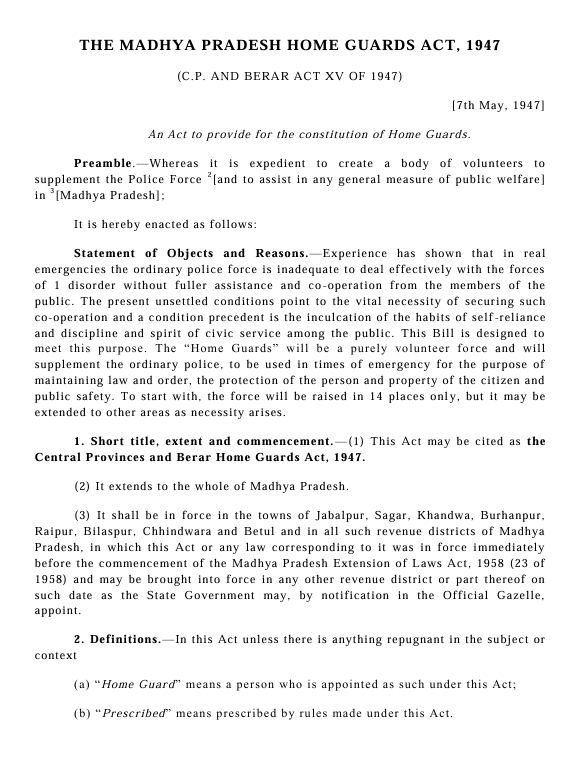 THE MADHYA PRADESH HOME GUARDS ACT, 1947
(C.P. AND BERAR ACT XV OF 1947)
[7th May, 1947]
An Act to provide for the constitution of Home Guards.
Preamble.—Whereas it is expedient to create a body of volunteers to
supplement the Police Force 2[and to assist in any general measure of public welfare]
in 3[Madhya Pradesh];
It is hereby enacted as follows:
Statement of Objects and Reasons.—Experience has shown that in real
emergencies the ordinary police force is inadequate to deal effectively with the forces
of 1 disorder without fuller assistance and co-operation from the members of the
public. The present unsettled conditions point to the vital necessity of securing such
co-operation and a condition precedent is the inculcation of the habits of self-reliance
and discipline and spirit of civic service among the public. This Bill is designed to
meet this purpose. The “Home Guards” will be a purely volunteer force and will
supplement the ordinary police, to be used in times of emergency for the purpose of
maintaining law and order, the protection of the person and property of the citizen and
public safety. To start with, the force will be raised in 14 places only, but it may be
extended to other areas as necessity arises.
1. Short title, extent and commencement.—(1) This Act may be cited as the
Central Provinces and Berar Home Guards Act, 1947.
(2) It extends to the whole of Madhya Pradesh.
(3) It shall be in force in the towns of Jabalpur, Sagar, Khandwa, Burhanpur,
Raipur, Bilaspur, Chhindwara and Betul and in all such revenue districts of Madhya
Pradesh, in which this Act or any law corresponding to it was in force immediately
before the commencement of the Madhya Pradesh Extension of Laws Act, 1958 (23 of
1958) and may be brought into force in any other revenue district or part thereof on
such date as the State Government may, by notification in the Official Gazelle,
appoint.
2. Definitions.—In this Act unless there is anything repugnant in the subject or
context
(a) “Home Guard” means a person who is appointed as such under this Act;
(b) “Prescribed” means prescribed by rules made under this Act.